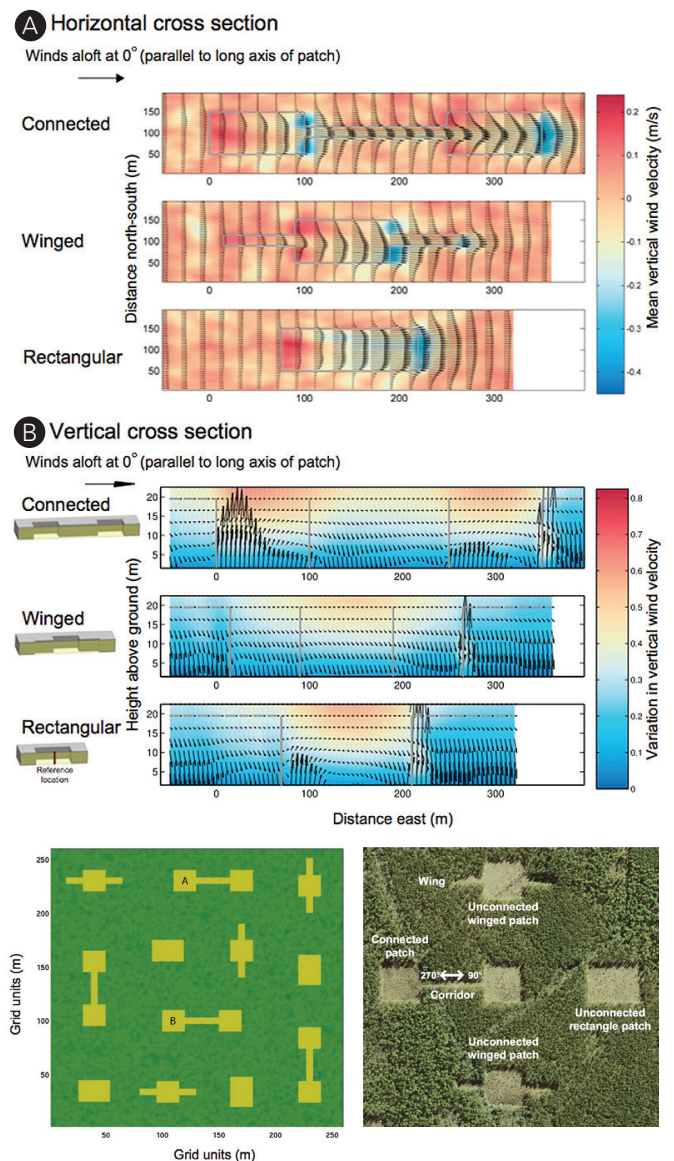 A Horizontal cross section
Winds aloft at 0° (parallel to long axis of patch)
Connected
150
100
50
0 100 200 300
Winged
150
100
50
0 100 200 300
Rectangular
150
100
50
0 100 200 300
Distance north-south (m)
0.2
0.1
0
-0.1
-0.2
-0.3
-0.4
Mean vertical wind velocity (m/s)
B Vertical cross section
Winds aloft at 0° (parallel to long axis of patch)
Connected
20
15
10
5
0 100 200 300
Winged
20
15
10
5
0 100 200 300
Rectangular
Reference
location
20
15
10
5
0 100 200 300
Height above ground (m)
Distance east (m)
0.8
0.7
0.6
0.5
0.4
0.3
0.2
0.1
0
Variation in vertical wind velocity
250
200
150
100
50
Grid units (m)
A
B
50 100 150 200 250
Grid units (m)
Wing
Unconnected
winged patch
Connected
patch
270° 90°
Corridor
Unconnected
rectangle patch
Unconnected
winged patch